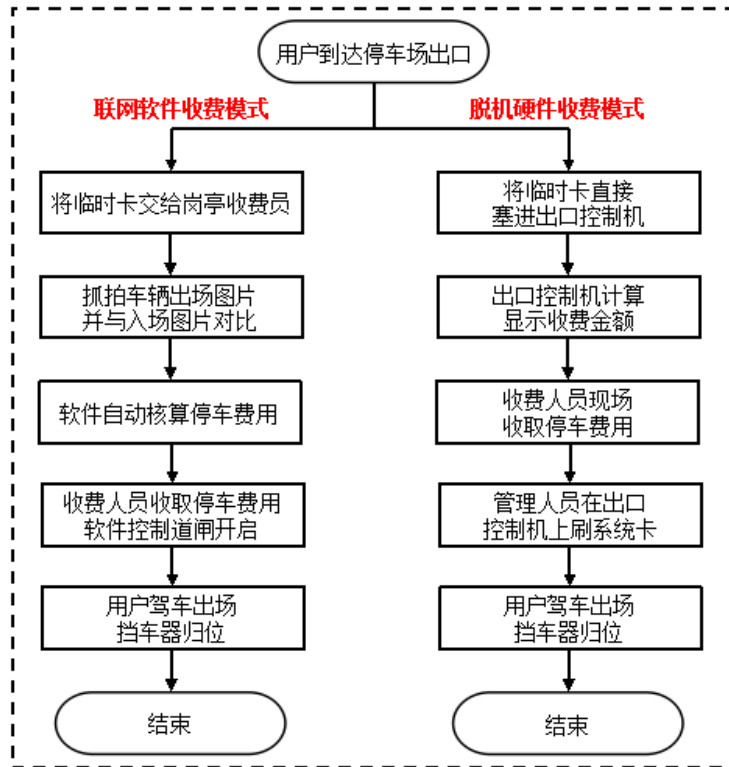 用户到达停车场出口
联网软件收费模式
脱机硬件收费模式
将临时卡交给岗亭收费员
抓拍车辆出场图片
并与入场图片对比
软件自动核算停车费用
收费人员收取停车费用
软件控制道闸开启
用户驾车出场
挡车器归位
结束
将临时卡直接
塞进出口控制机
出口控制机计算
显示收费金额
收费人员现场
收取停车费用
管理人员在出口
控制机上刷系统卡
用户驾车出场
挡车器归位
结束